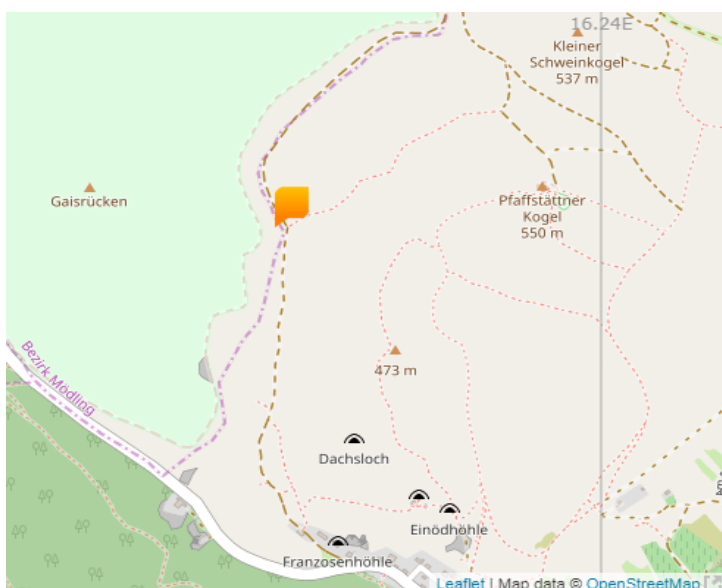 16.24E
Kleiner
Schweinkogel
537 m
Gaisrücken
Pfaffstättner
Kogel
550 m
Bezirk Mödling
473 m
Dachsloch
Einödhöhle
Franzosenhöhle
Leaflet | Map data © OpenStreetMap